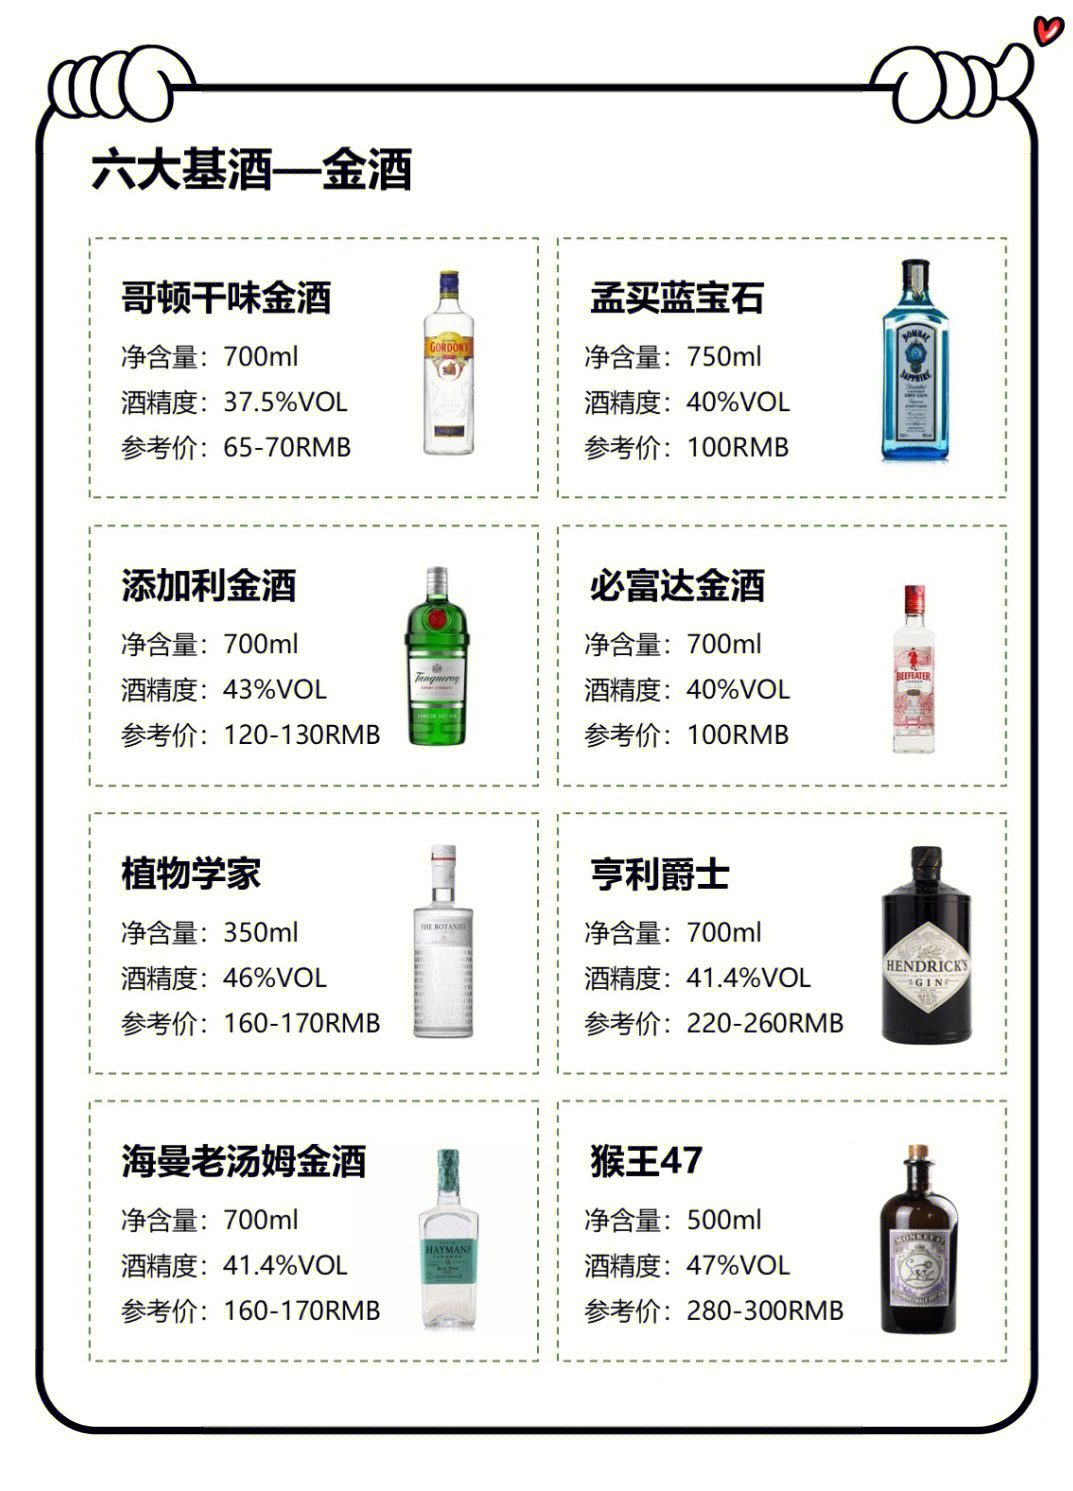 六大基酒—金酒
哥顿干味金酒
净含量：700ml
酒精度：37.5%VOL
参考价：65-70RMB
GORDON'S
孟买蓝宝石
净含量：750ml
酒精度：40%VOL
参考价：100RMB
BOMBAY
SAPPHIRE
添加利金酒
净含量：700ml
酒精度：43%VOL
参考价：120-130RMB
Tanqueray
LONDON DRY GIN
必富达金酒
净含量：700ml
酒精度：40%VOL
参考价：100RMB
BEEFEATER
LONDON
植物学家
净含量：350ml
酒精度：46%VOL
参考价：160-170RMB
THE BOTANIST
亨利爵士
净含量：700ml
酒精度：41.4%VOL
参考价：220-260RMB
HENDRICK'S
GIN
海曼老汤姆金酒
净含量：700ml
酒精度：41.4%VOL
参考价：160-170RMB
HAYMANS
OLD TOM
猴王47
净含量：500ml
酒精度：47%VOL
参考价：280-300RMB
MONKEY 47